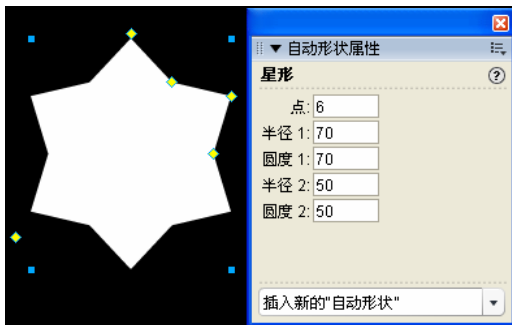 自动形状属性
星形
点: 6
半径 1: 70
圆度 1: 70
半径 2: 50
圆度 2: 50
插入新的"自动形状"